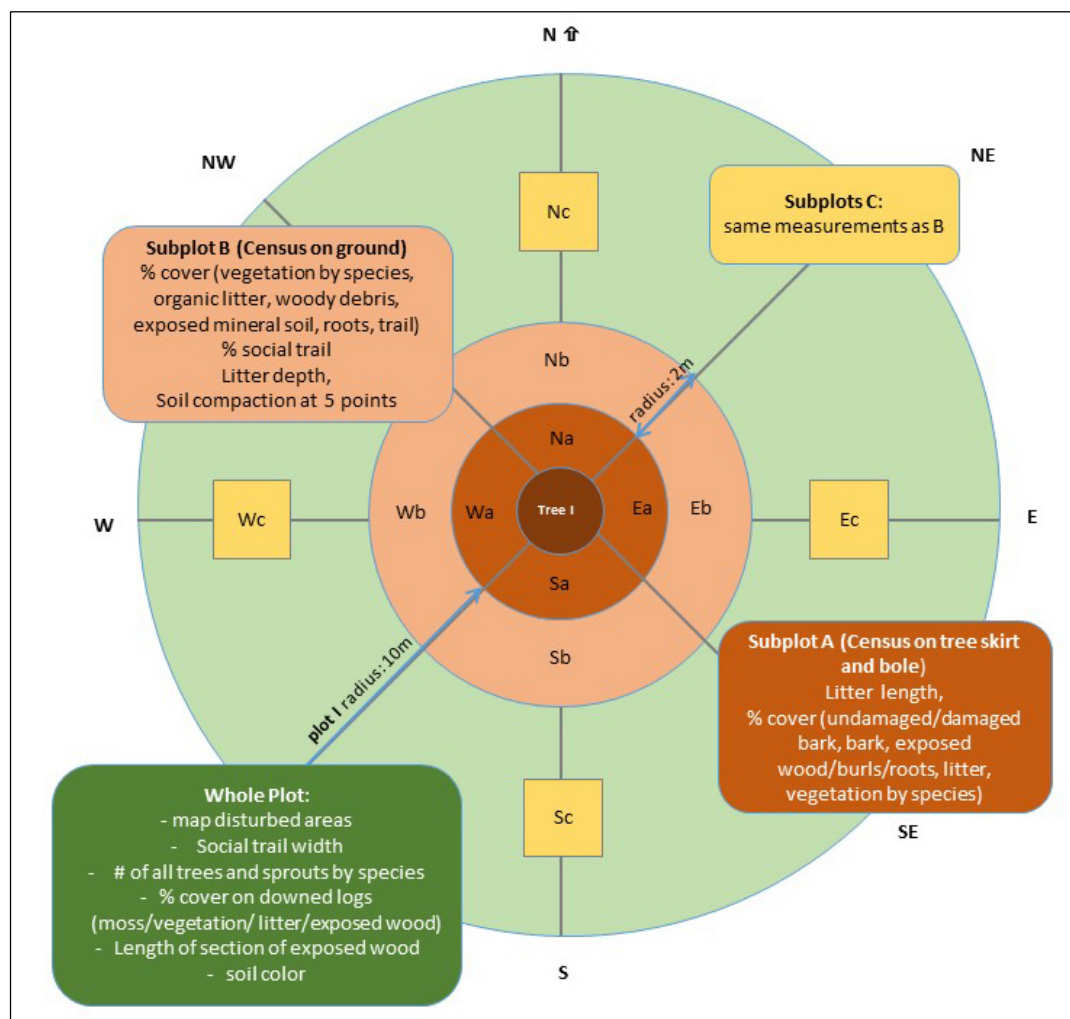 N ⇧
NW
NE
Subplots C:
same measurements as B
Nc
Subplot B (Census on ground)
% cover (vegetation by species,
organic litter, woody debris,
exposed mineral soil, roots, trail)
% social trail
Litter depth,
Soil compaction at 5 points
Nb
radius: 2m
Na
W
Wc
Wb
Wa
Tree I
Ea
Eb
Ec
E
Sa
Sb
plot I radius: 10m
Subplot A (Census on tree skirt
and bole)
Litter length,
% cover (undamaged/damaged
bark, bark, exposed
wood/burls/roots, litter,
vegetation by species)
SE
Sc
Whole Plot:
- map disturbed areas
- Social trail width
- # of all trees and sprouts by species
- % cover on downed logs
(moss/vegetation/ litter/exposed wood)
- Length of section of exposed wood
- soil color
S